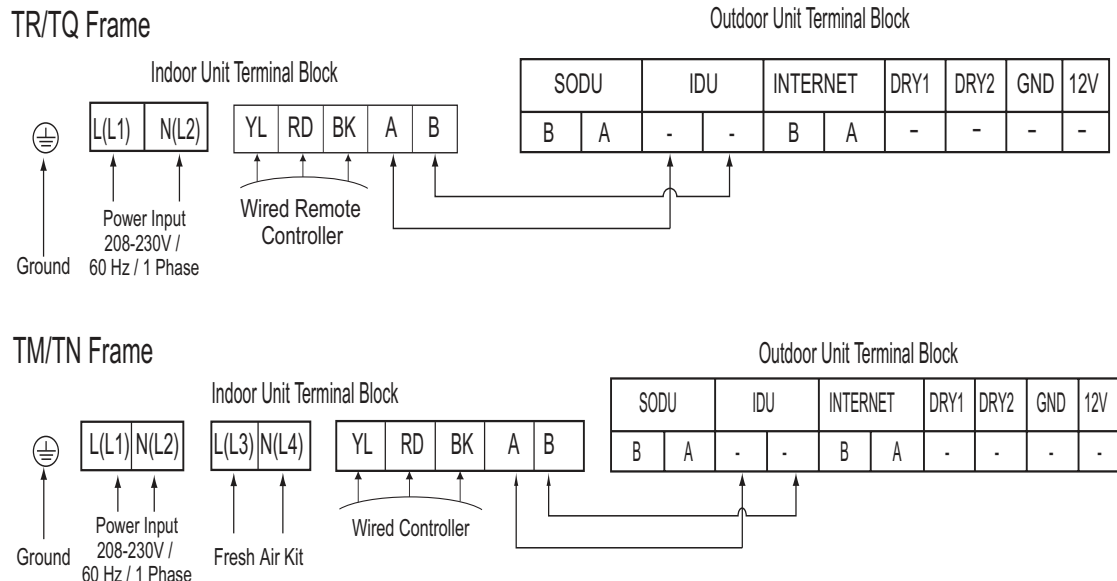 TR/TQ Frame
Outdoor Unit Terminal Block
Indoor Unit Terminal Block
SODU IDU INTERNET DRY1 DRY2 GND 12V
B A - - B A - - - -
L(L1) N(L2) YL RD BK A B
Power Input
208-230V /
60 Hz / 1 Phase
Ground
Wired Remote
Controller
TM/TN Frame
Outdoor Unit Terminal Block
Indoor Unit Terminal Block
SODU IDU INTERNET DRY1 DRY2 GND 12V
B A - - B A - - - -
L(L1) N(L2) L(L3) N(L4) YL RD BK A B
Power Input
208-230V /
60 Hz / 1 Phase
Ground
Fresh Air Kit
Wired Controller